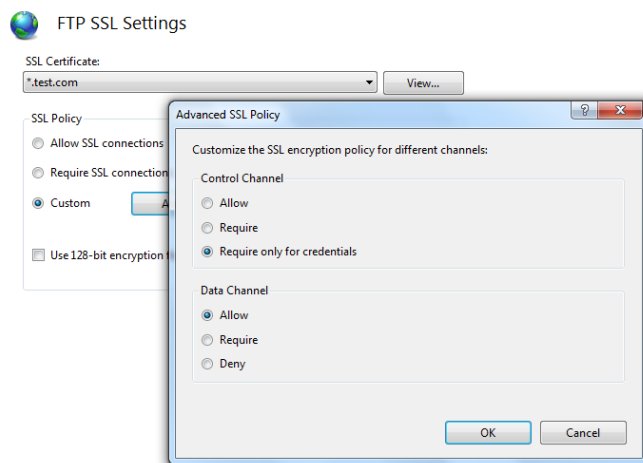 FTP SSL Settings
SSL Certificate:
*.test.com
View...
SSL Policy
Allow SSL connections
Require SSL connection
Custom
A
Use 128-bit encryption
Advanced SSL Policy
Customize the SSL encryption policy for different channels:
Control Channel
Allow
Require
Require only for credentials
Data Channel
Allow
Require
Deny
OK
Cancel